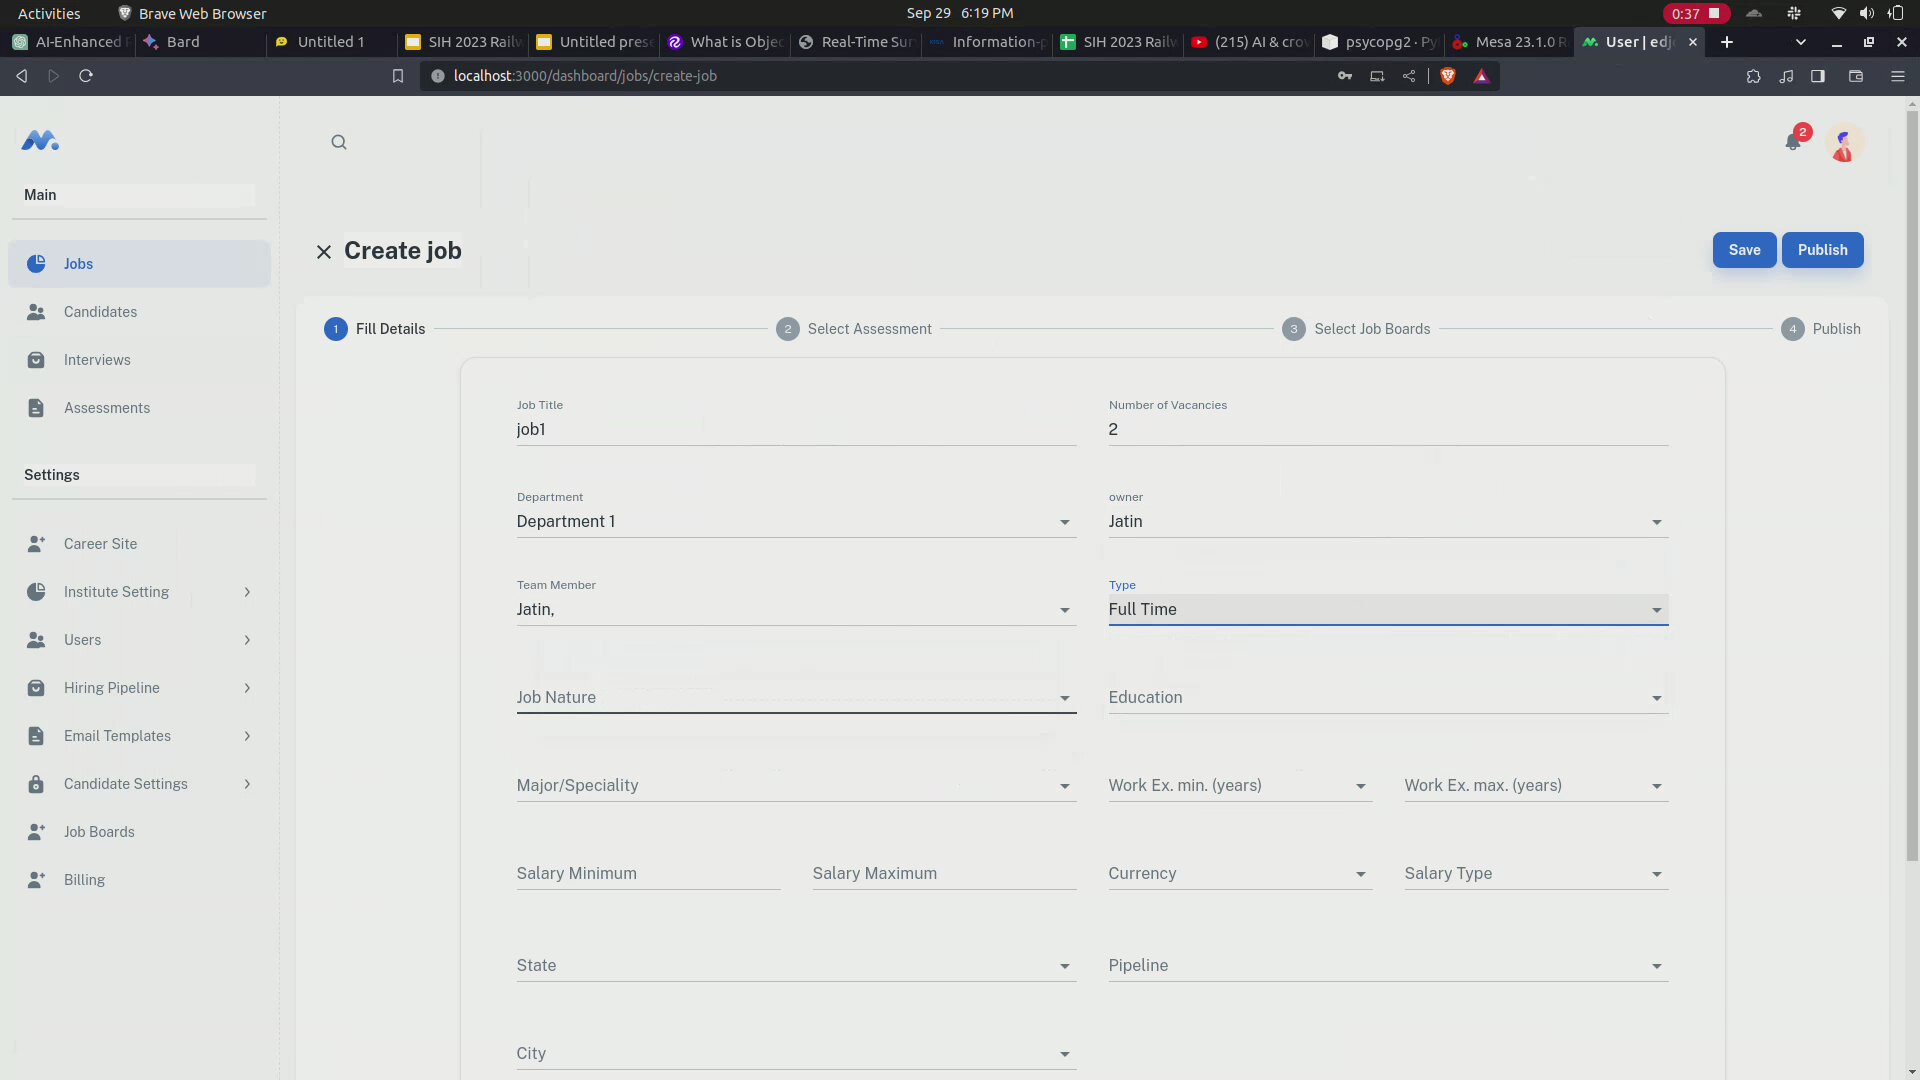 Activities Brave Web Browser Sep 29 6:19 PM 0:37
AI-Enhanced Bard Untitled 1 SIH 2023 Railw Untitled prese What is Objec Real-Time Sur Information-p SIH 2023 Railw (215) AI & crow psycopg2 · Py Mesa 23.1.0 R User | edj
localhost:3000/dashboard/jobs/create-job
2
Main
Create job Save Publish
Jobs
Candidates
Interviews
Assessments
Settings
Career Site
Institute Setting
Users
Hiring Pipeline
Email Templates
Candidate Settings
Job Boards
Billing
1 Fill Details 2 Select Assessment 3 Select Job Boards 4 Publish
Job Title Number of Vacancies
job1 2
Department owner
Department 1 Jatin
Team Member Type
Jatin, Full Time
Job Nature Education
Major/Speciality Work Ex. min. (years) Work Ex. max. (years)
Salary Minimum Salary Maximum Currency Salary Type
State Pipeline
City